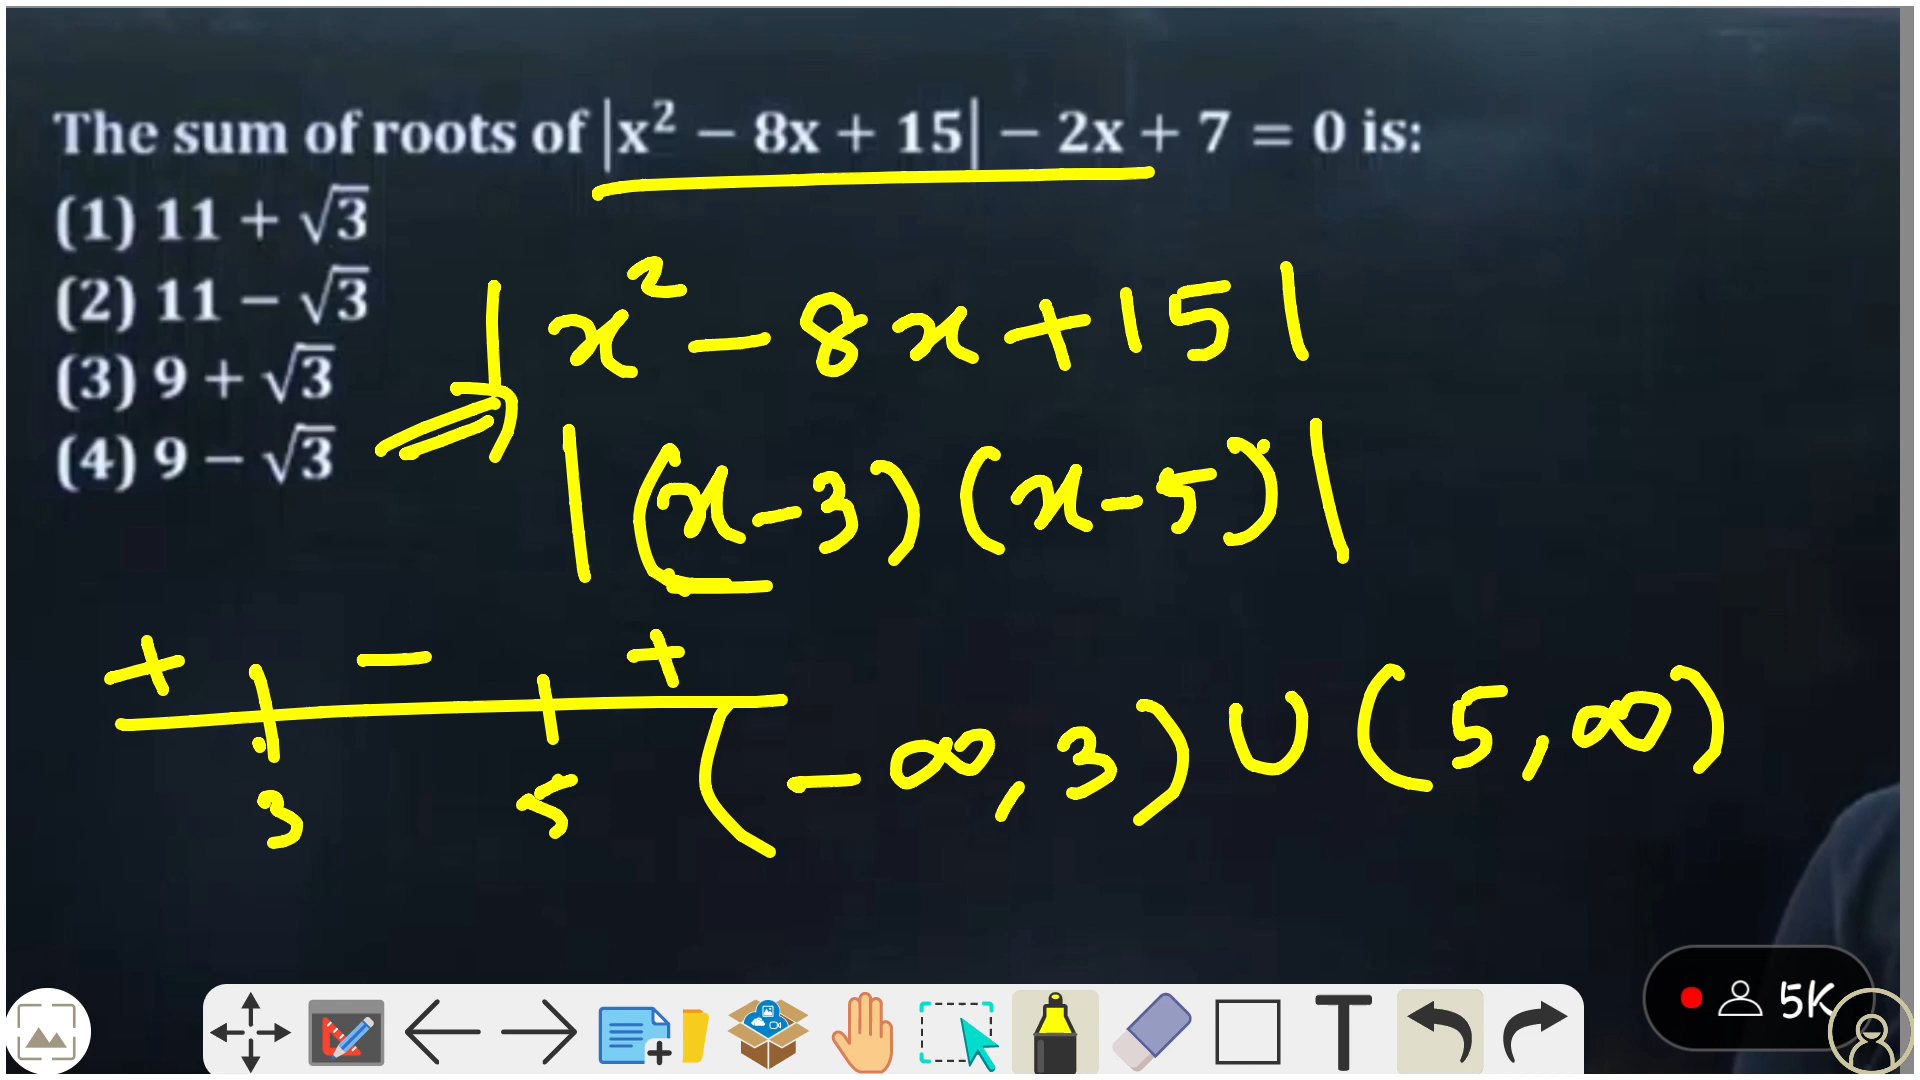 The sum of roots of |x² − 8x + 15| − 2x + 7 = 0 is:
(1) 11 + √3
(2) 11 − √3
(3) 9 + √3
(4) 9 − √3
|x² − 8x + 15|
|(x − 3)(x − 5)|
+ − +
3 5
(−∞, 3) ∪ (5, ∞)
5K
T